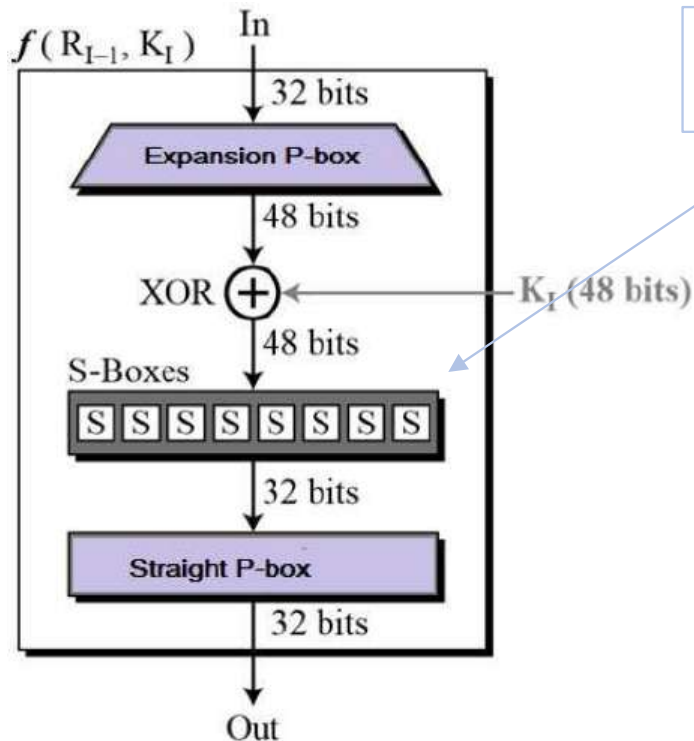 In
f ( R_{I–1}, K_I )
32 bits
Expansion P-box
48 bits
XOR +
K_I (48 bits)
48 bits
S-Boxes
S S S S S S S S
32 bits
Straight P-box
32 bits
Out